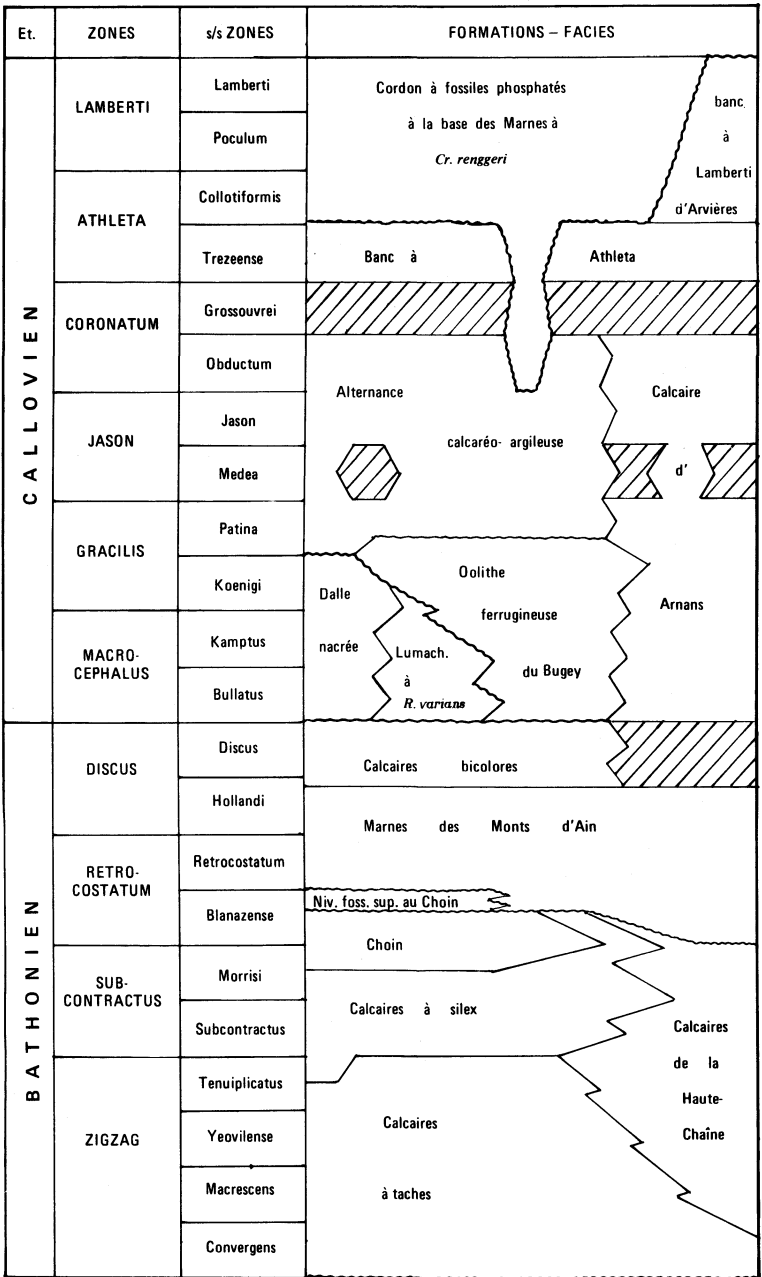 Et. ZONES s/s ZONES FORMATIONS – FACIES
CALLOVIEN
LAMBERTI
Lamberti
Poculum
Cordon à fossiles phosphatés
à la base des Marnes à
Cr. renggeri
banc
à
Lamberti
d'Arvières
ATHLETA
Collotiformis
Trezeense
Banc à Athleta
CORONATUM
Grossouvrei
Obductum
JASON
Jason
Medea
Alternance
calcaréo- argileuse
Calcaire
d'
Arnans
GRACILIS
Patina
Koenigi
MACRO-
CEPHALUS
Kamptus
Bullatus
Dalle
nacrée
Lumach.
à
R. varians
Oolithe
ferrugineuse
du Bugey
BATHONIEN
DISCUS
Discus
Hollandi
Calcaires bicolores
Marnes des Monts d'Ain
RETRO-
COSTATUM
Retrocostatum
Blanazense
Niv. foss. sup. au Choin
Choin
SUB-
CONTRACTUS
Morrisi
Subcontractus
Calcaires à silex
Calcaires
de la
Haute-
Chaîne
ZIGZAG
Tenuiplicatus
Yeovilense
Macrescens
Convergens
Calcaires
à taches